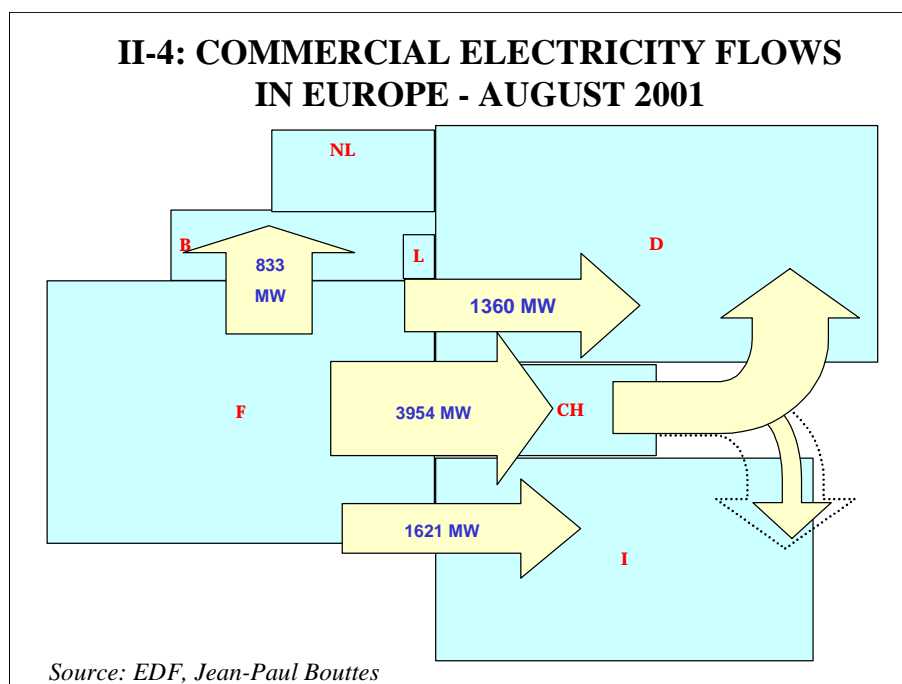 II-4: COMMERCIAL ELECTRICITY FLOWS
IN EUROPE - AUGUST 2001
NL
B
L
D
833
MW
1360 MW
F
3954 MW
CH
1621 MW
I
Source: EDF, Jean-Paul Bouttes